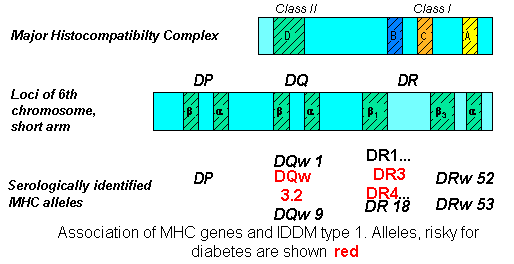 Class II Class I
Major Histocompatibilty Complex
D B C A
DP DQ DR
Loci of 6th
chromosome,
short arm
β α β α β1 β3 α
DQw 1 DR1...
DP DQw DR3 DRw 52
Serologically identified
MHC alleles
3.2 DR4...
DQw 9 DR 18 DRw 53
Association of MHC genes and IDDM type 1. Alleles, risky for
diabetes are shown red